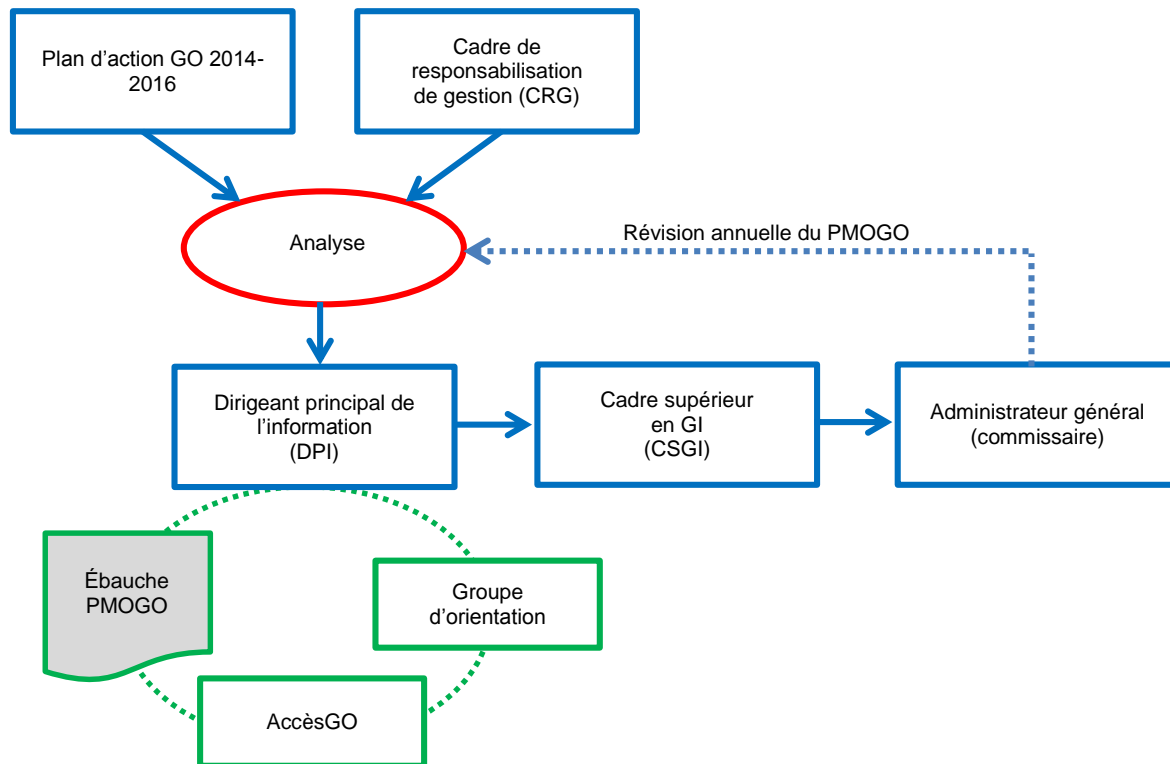 Plan d'action GO 2014-
2016
Cadre de
responsabilisation
de gestion (CRG)
Analyse
Révision annuelle du PMOGO
Dirigeant principal de
l'information
(DPI)
Cadre supérieur
en GI
(CSGI)
Administrateur général
(commissaire)
Ébauche
PMOGO
Groupe
d'orientation
AccèsGO